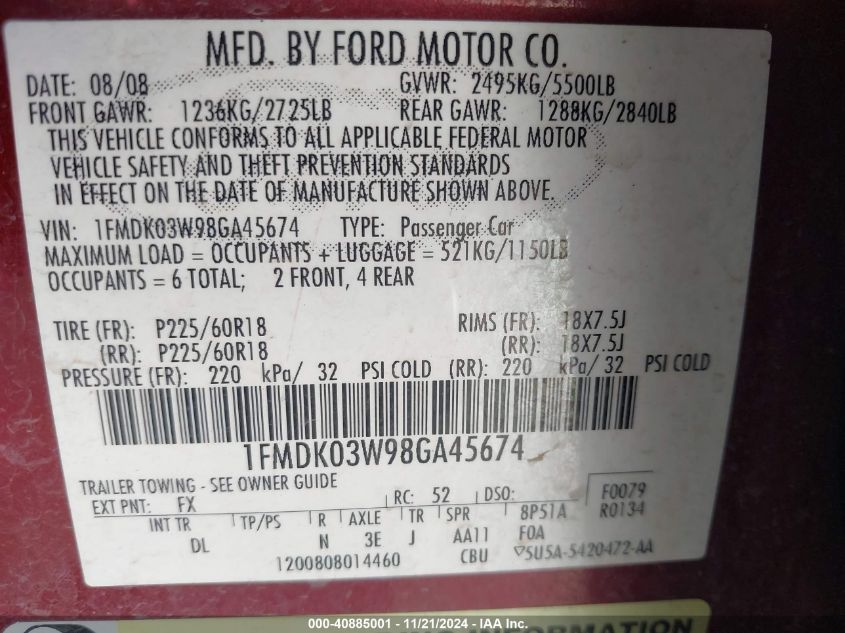 MFD. BY FORD MOTOR CO.
DATE: 08/08 GVWR: 2495KG/5500LB
FRONT GAWR: 1236KG/2725LB REAR GAWR: 1288KG/2840LB
THIS VEHICLE CONFORMS TO ALL APPLICABLE FEDERAL MOTOR
VEHICLE SAFETY AND THEFT PREVENTION STANDARDS
IN EFFECT ON THE DATE OF MANUFACTURE SHOWN ABOVE.
VIN: 1FMDK03W98GA45674 TYPE: Passenger Car
MAXIMUM LOAD = OCCUPANTS + LUGGAGE = 521KG/1150LB
OCCUPANTS = 6 TOTAL; 2 FRONT, 4 REAR
TIRE (FR): P225/60R18 RIMS (FR): 18X7.5J
(RR): P225/60R18 (RR): 18X7.5J
PRESSURE (FR): 220 kPa/ 32 PSI COLD (RR): 220 kPa/ 32 PSI COLD
1FMDK03W98GA45674
TRAILER TOWING - SEE OWNER GUIDE
EXT PNT: FX RC: 52 DSO: F0079
INT TR TP/PS R AXLE TR SPR 8P51A R0134
DL N 3E J AA11 FOA
1200808014460 CBU 5U5A-5420472-AA
000-40885001 - 11/21/2024 - IAA Inc.
INFORMATION